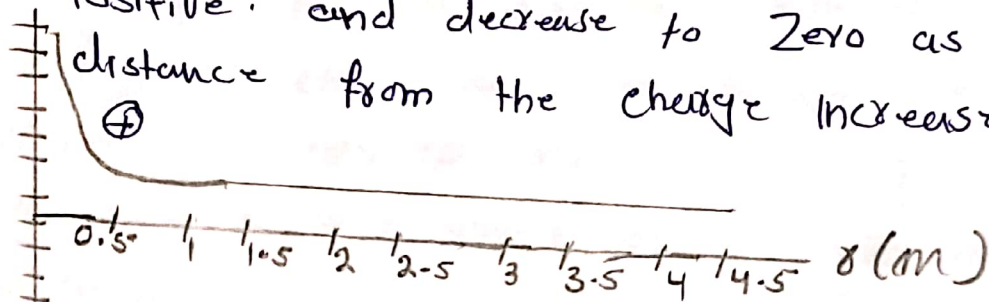 Positive. and decrease to Zero as
distance from the charge increase
⊕
0.5 1 1.5 2 2.5 3 3.5 4 4.5 r(m)